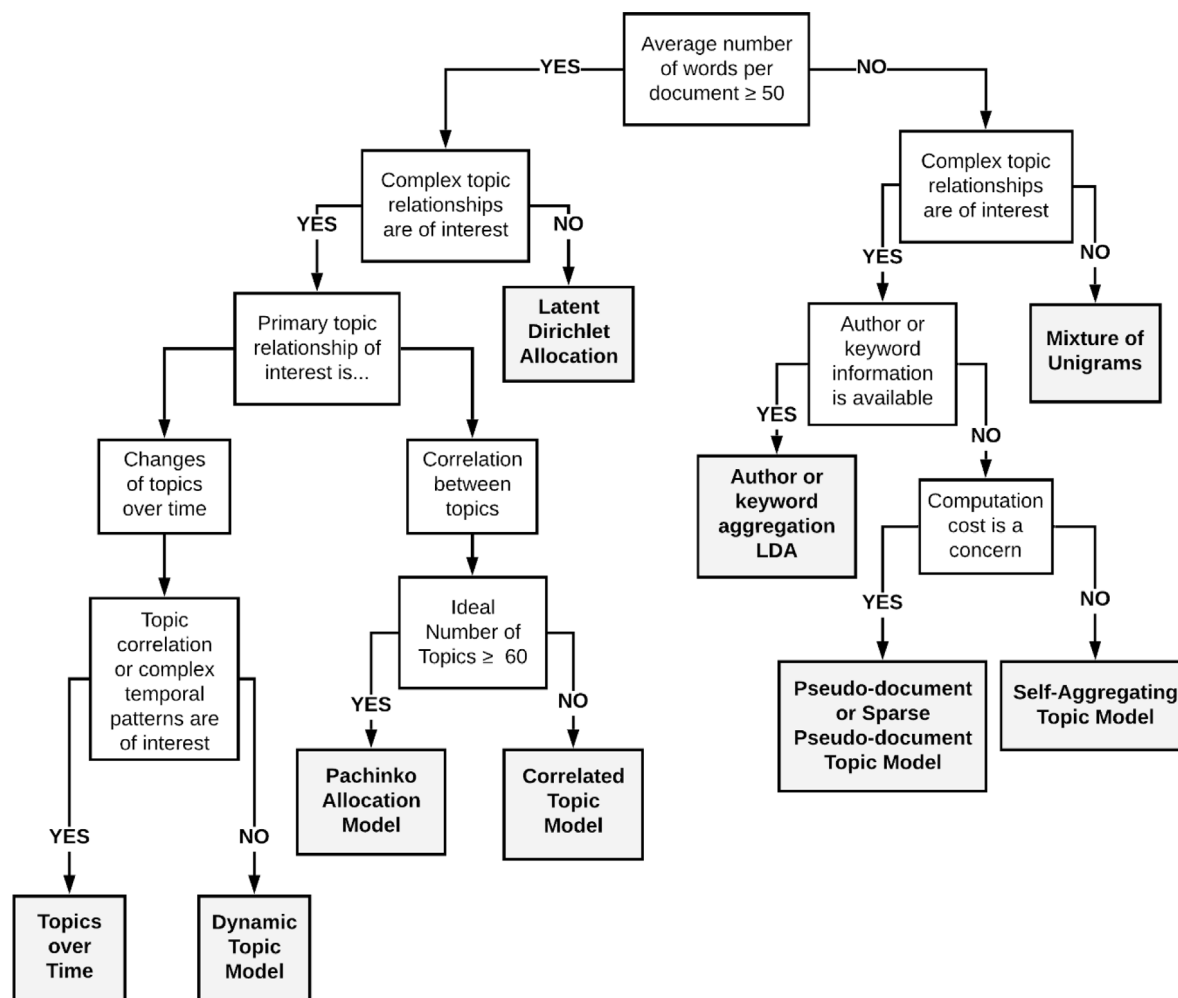 Average number
of words per
document ≥ 50
YES
NO
Complex topic
relationships
are of interest
YES
NO
Complex topic
relationships
are of interest
YES
NO
Primary topic
relationship of
interest is...
Latent
Dirichlet
Allocation
Author or
keyword
information
is available
YES
NO
Mixture of
Unigrams
Changes
of topics
over time
Correlation
between
topics
Author or
keyword
aggregation
LDA
Computation
cost is a
concern
YES
NO
Topic
correlation
or complex
temporal
patterns are
of interest
YES
NO
Ideal
Number of
Topics ≥ 60
YES
NO
Pseudo-document
or Sparse
Pseudo-document
Topic Model
Self-Aggregating
Topic Model
Pachinko
Allocation
Model
Correlated
Topic
Model
Topics
over
Time
Dynamic
Topic
Model